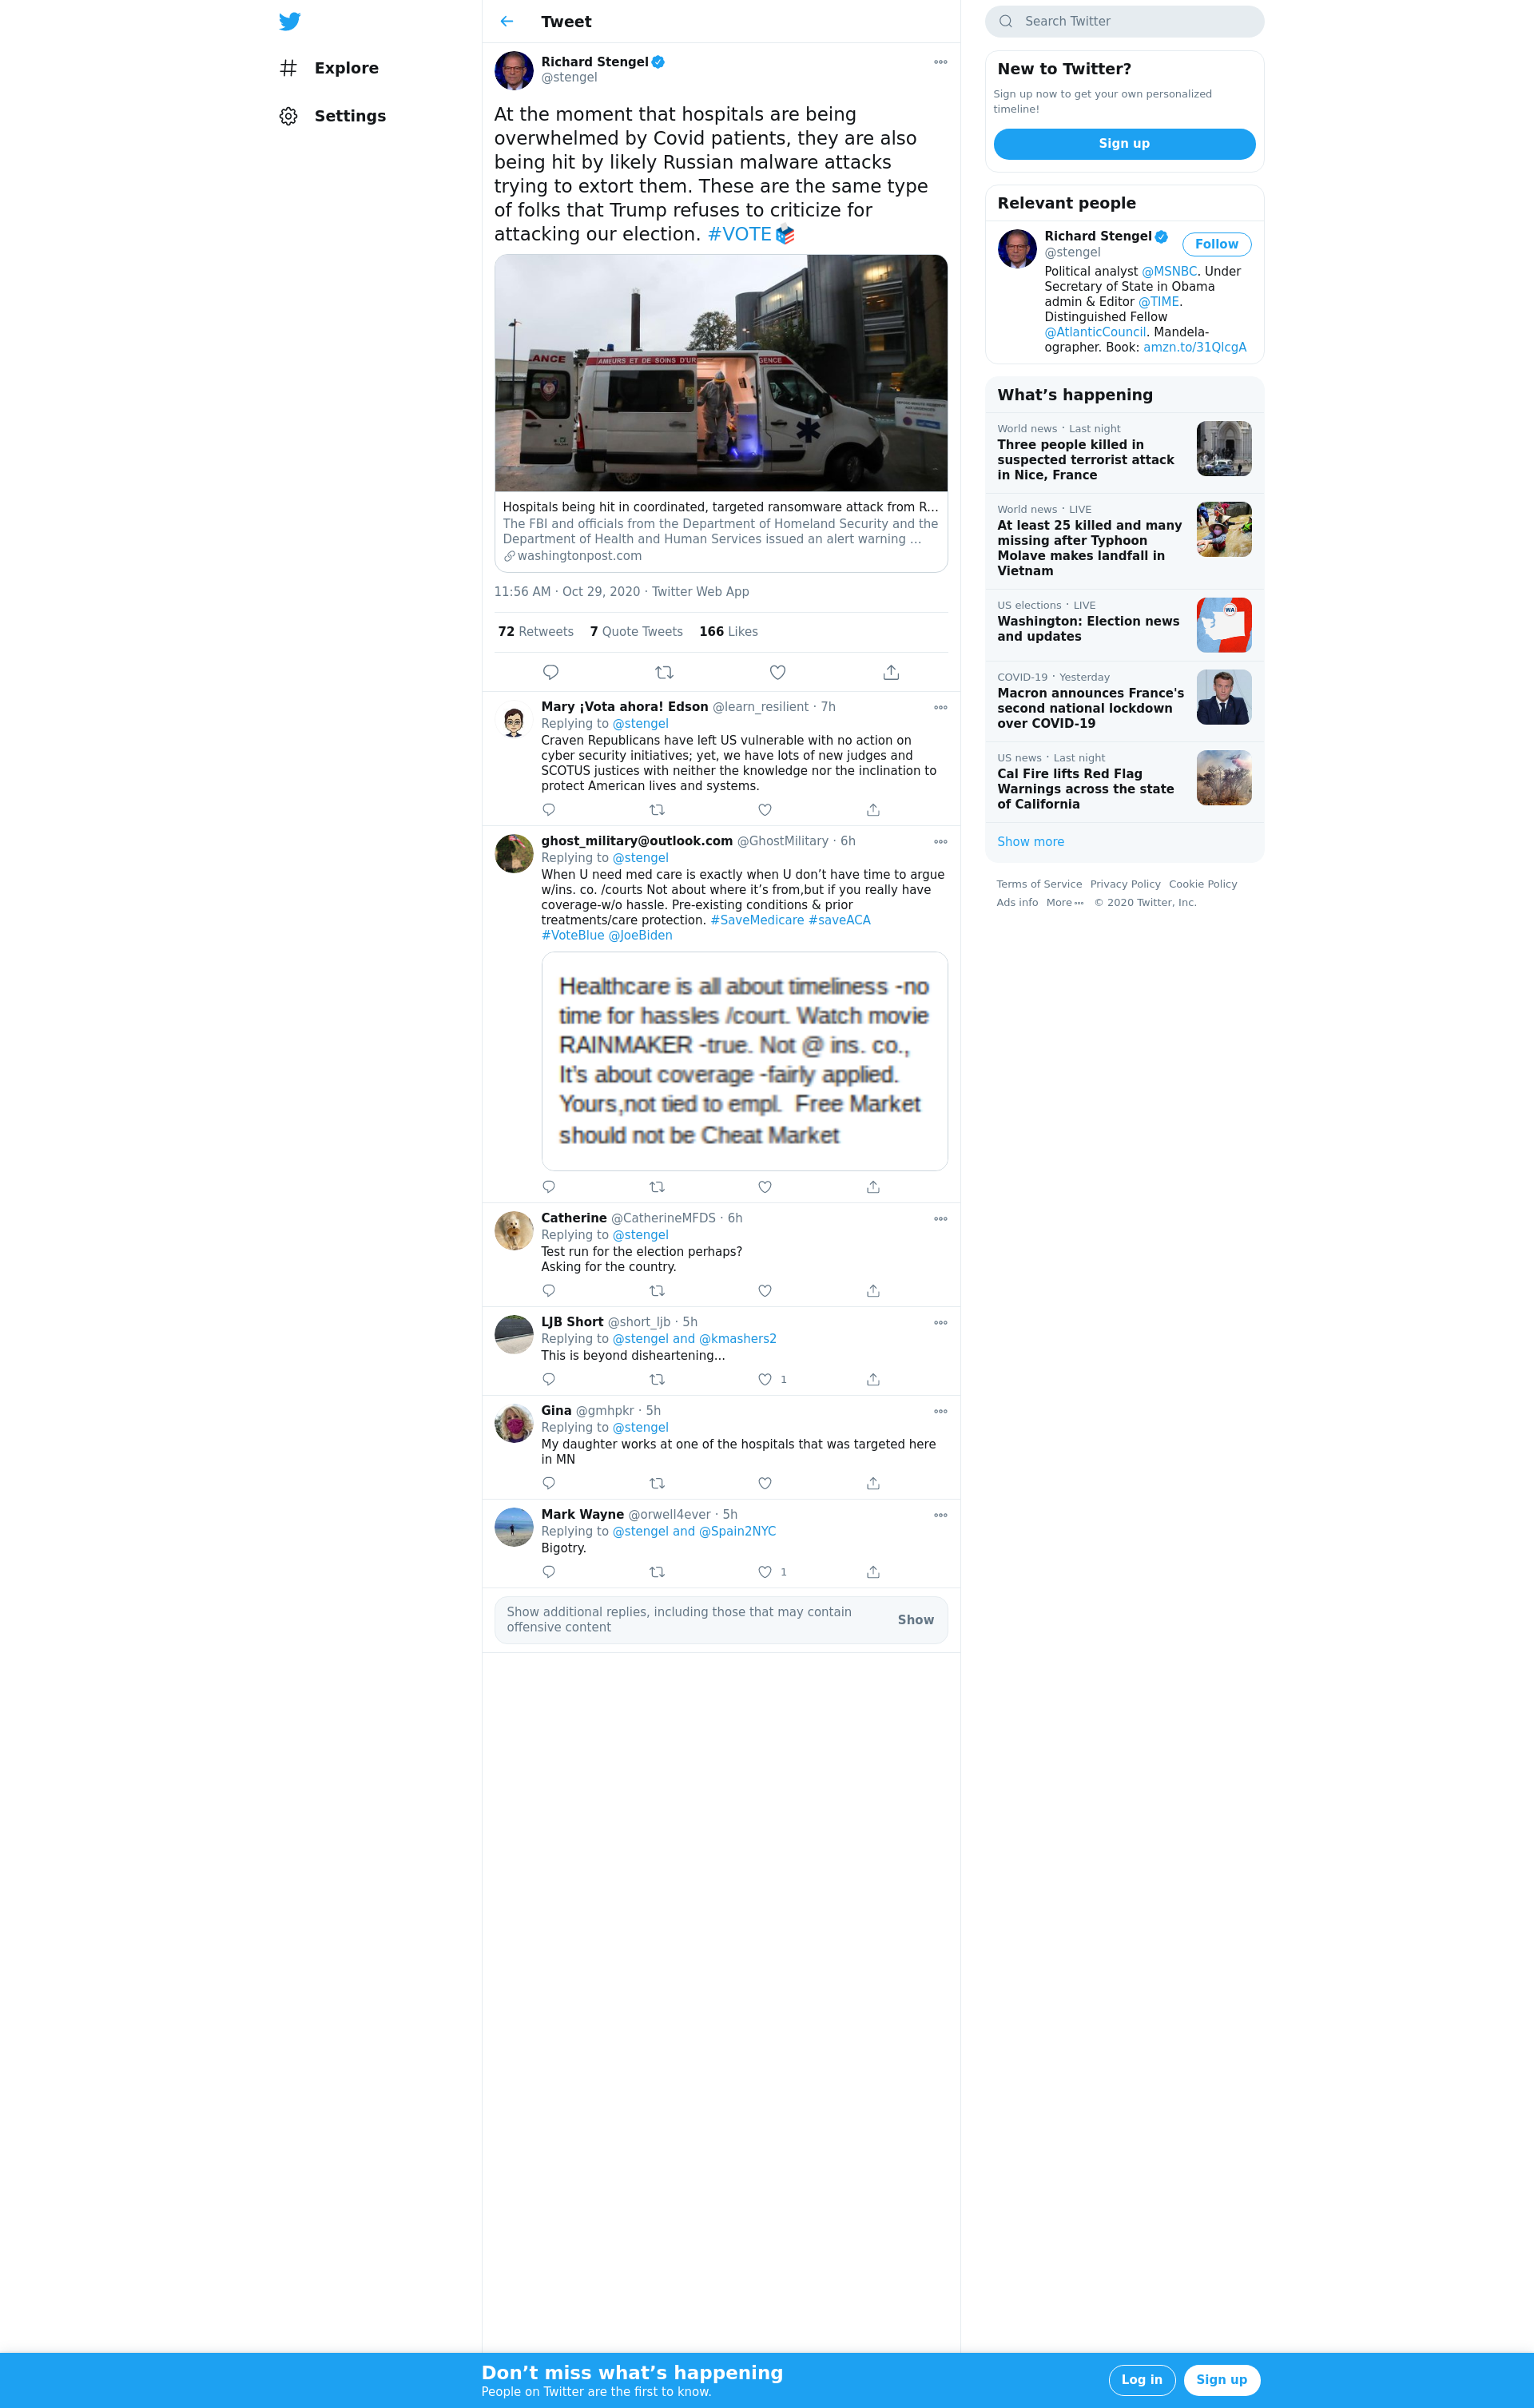 Explore
Settings
Tweet
Richard Stengel
@stengel
At the moment that hospitals are being
overwhelmed by Covid patients, they are also
being hit by likely Russian malware attacks
trying to extort them. These are the same type
of folks that Trump refuses to criticize for
attacking our election. #VOTE
ANCE
AMEURS ET DE SOINS D'URGENCE
Hospitals being hit in coordinated, targeted ransomware attack from R...
The FBI and officials from the Department of Homeland Security and the
Department of Health and Human Services issued an alert warning ...
washingtonpost.com
11:56 AM · Oct 29, 2020 · Twitter Web App
72 Retweets 7 Quote Tweets 166 Likes
Mary ¡Vota ahora! Edson @learn_resilient · 7h
Replying to @stengel
Craven Republicans have left US vulnerable with no action on
cyber security initiatives; yet, we have lots of new judges and
SCOTUS justices with neither the knowledge nor the inclination to
protect American lives and systems.
ghost_military@outlook.com @GhostMilitary · 6h
Replying to @stengel
When U need med care is exactly when U don’t have time to argue
w/ins. co. /courts Not about where it’s from,but if you really have
coverage-w/o hassle. Pre-existing conditions & prior
treatments/care protection. #SaveMedicare #saveACA
#VoteBlue @JoeBiden
Healthcare is all about timeliness -no
time for hassles /court. Watch movie
RAINMAKER -true. Not @ ins. co.,
It’s about coverage -fairly applied.
Yours,not tied to empl. Free Market
should not be Cheat Market
Catherine @CatherineMFDS · 6h
Replying to @stengel
Test run for the election perhaps?
Asking for the country.
LJB Short @short_ljb · 5h
Replying to @stengel and @kmashers2
This is beyond disheartening...
1
Gina @gmhpkr · 5h
Replying to @stengel
My daughter works at one of the hospitals that was targeted here
in MN
Mark Wayne @orwell4ever · 5h
Replying to @stengel and @Spain2NYC
Bigotry.
1
Show additional replies, including those that may contain
offensive content
Show
Search Twitter
New to Twitter?
Sign up now to get your own personalized
timeline!
Sign up
Relevant people
Richard Stengel
@stengel
Follow
Political analyst @MSNBC. Under
Secretary of State in Obama
admin & Editor @TIME.
Distinguished Fellow
@AtlanticCouncil. Mandela-
ographer. Book: amzn.to/31QlcgA
What’s happening
World news · Last night
Three people killed in
suspected terrorist attack
in Nice, France
World news · LIVE
At least 25 killed and many
missing after Typhoon
Molave makes landfall in
Vietnam
US elections · LIVE
Washington: Election news
and updates
WA
COVID-19 · Yesterday
Macron announces France's
second national lockdown
over COVID-19
US news · Last night
Cal Fire lifts Red Flag
Warnings across the state
of California
Show more
Terms of Service Privacy Policy Cookie Policy
Ads info More © 2020 Twitter, Inc.
Don’t miss what’s happening
People on Twitter are the first to know.
Log in
Sign up